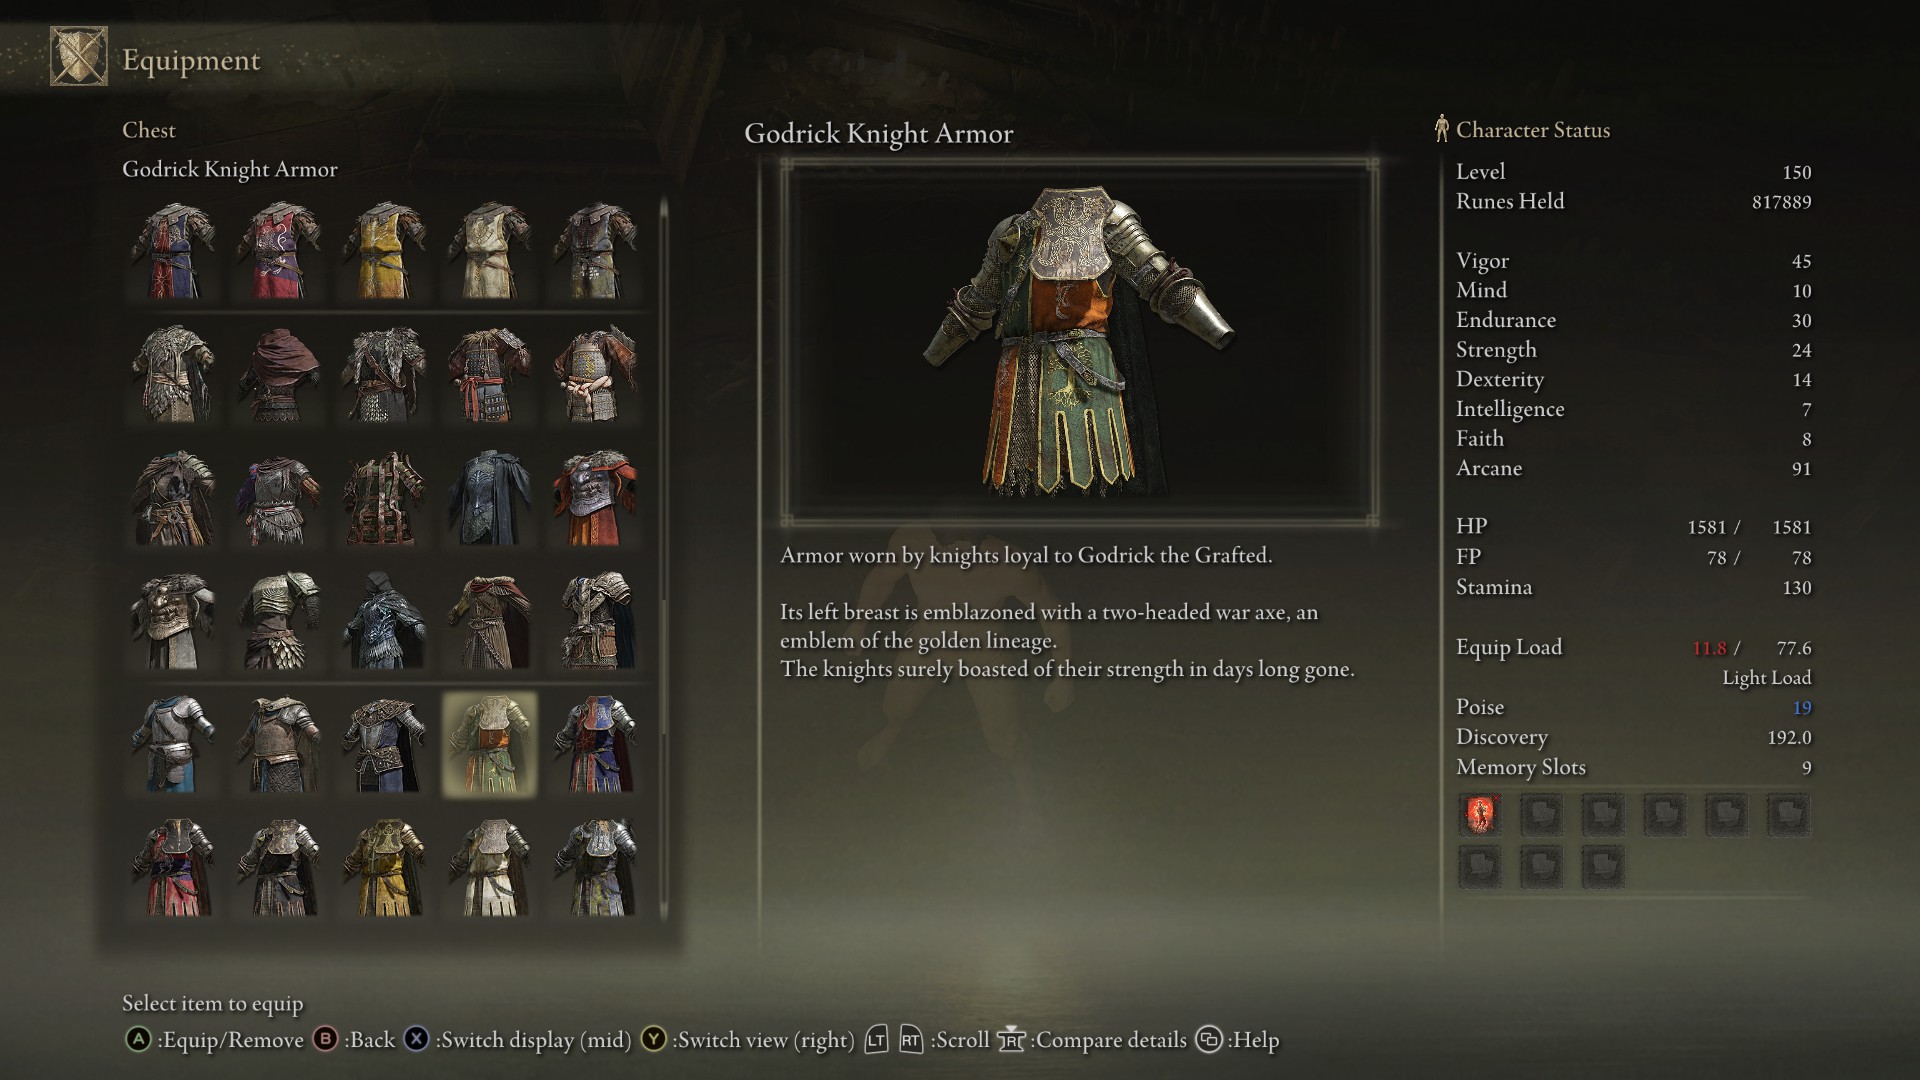 Equipment
Chest
Godrick Knight Armor
Godrick Knight Armor
Armor worn by knights loyal to Godrick the Grafted.
Its left breast is emblazoned with a two-headed war axe, an
emblem of the golden lineage.
The knights surely boasted of their strength in days long gone.
Character Status
Level 150
Runes Held 817889
Vigor 45
Mind 10
Endurance 30
Strength 24
Dexterity 14
Intelligence 7
Faith 8
Arcane 91
HP 1581 / 1581
FP 78 / 78
Stamina 130
Equip Load 11.8 / 77.6
Light Load
Poise 19
Discovery 192.0
Memory Slots 9
Select item to equip
A :Equip/Remove B :Back X :Switch display (mid) Y :Switch view (right) LT RT :Scroll R :Compare details :Help